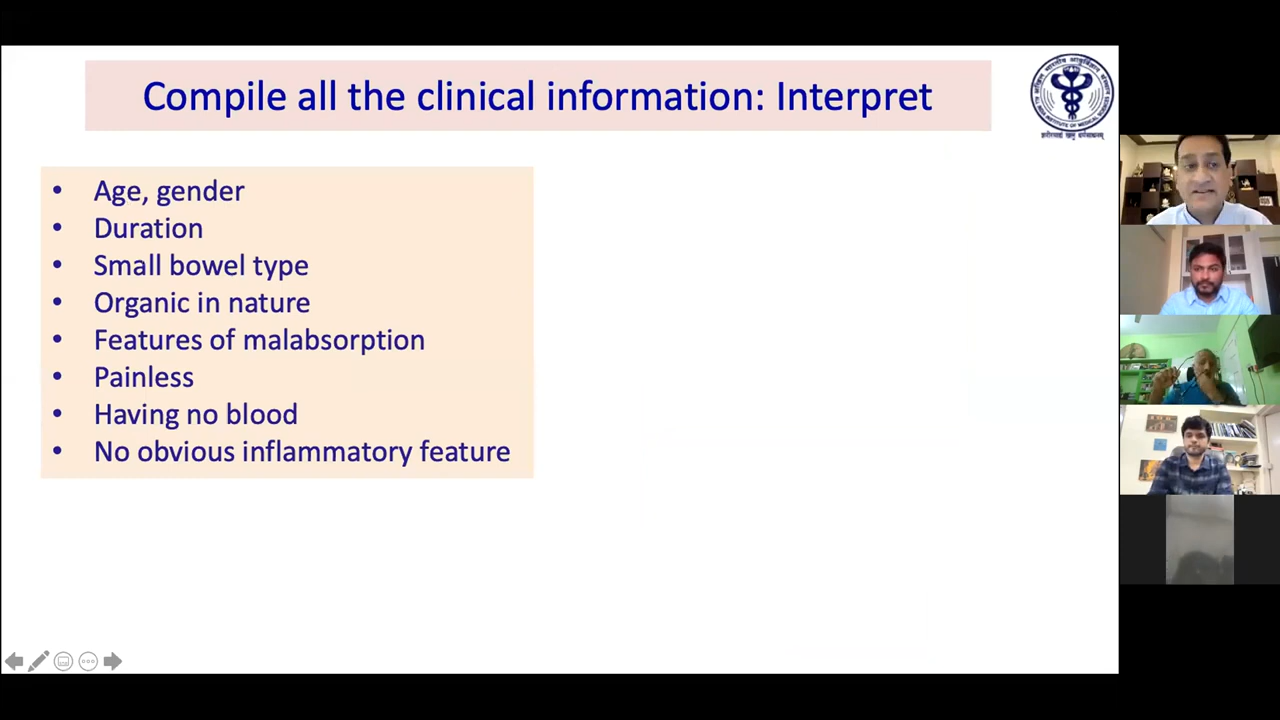 Compile all the clinical information: Interpret
• Age, gender
• Duration
• Small bowel type
• Organic in nature
• Features of malabsorption
• Painless
• Having no blood
• No obvious inflammatory feature